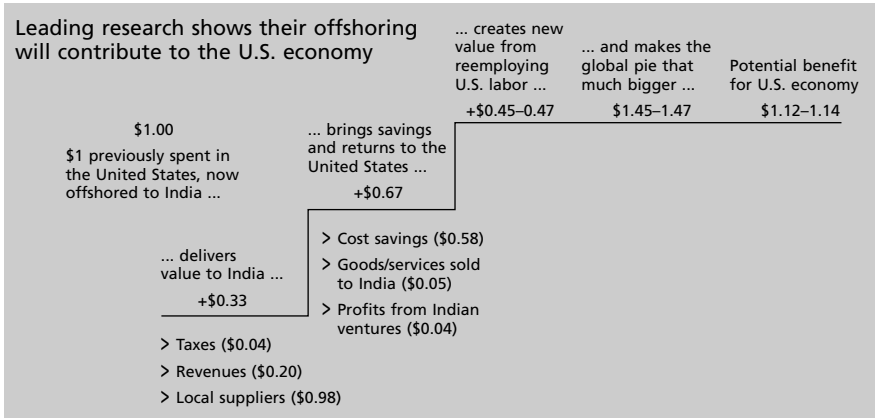 Leading research shows their offshoring
will contribute to the U.S. economy
$1.00
$1 previously spent in
the United States, now
offshored to India ...
... delivers
value to India ...
+$0.33
> Taxes ($0.04)
> Revenues ($0.20)
> Local suppliers ($0.98)
... brings savings
and returns to the
United States ...
+$0.67
> Cost savings ($0.58)
> Goods/services sold
to India ($0.05)
> Profits from Indian
ventures ($0.04)
... creates new
value from
reemploying
U.S. labor ...
+$0.45–0.47
... and makes the
global pie that
much bigger ...
$1.45–1.47
Potential benefit
for U.S. economy
$1.12–1.14